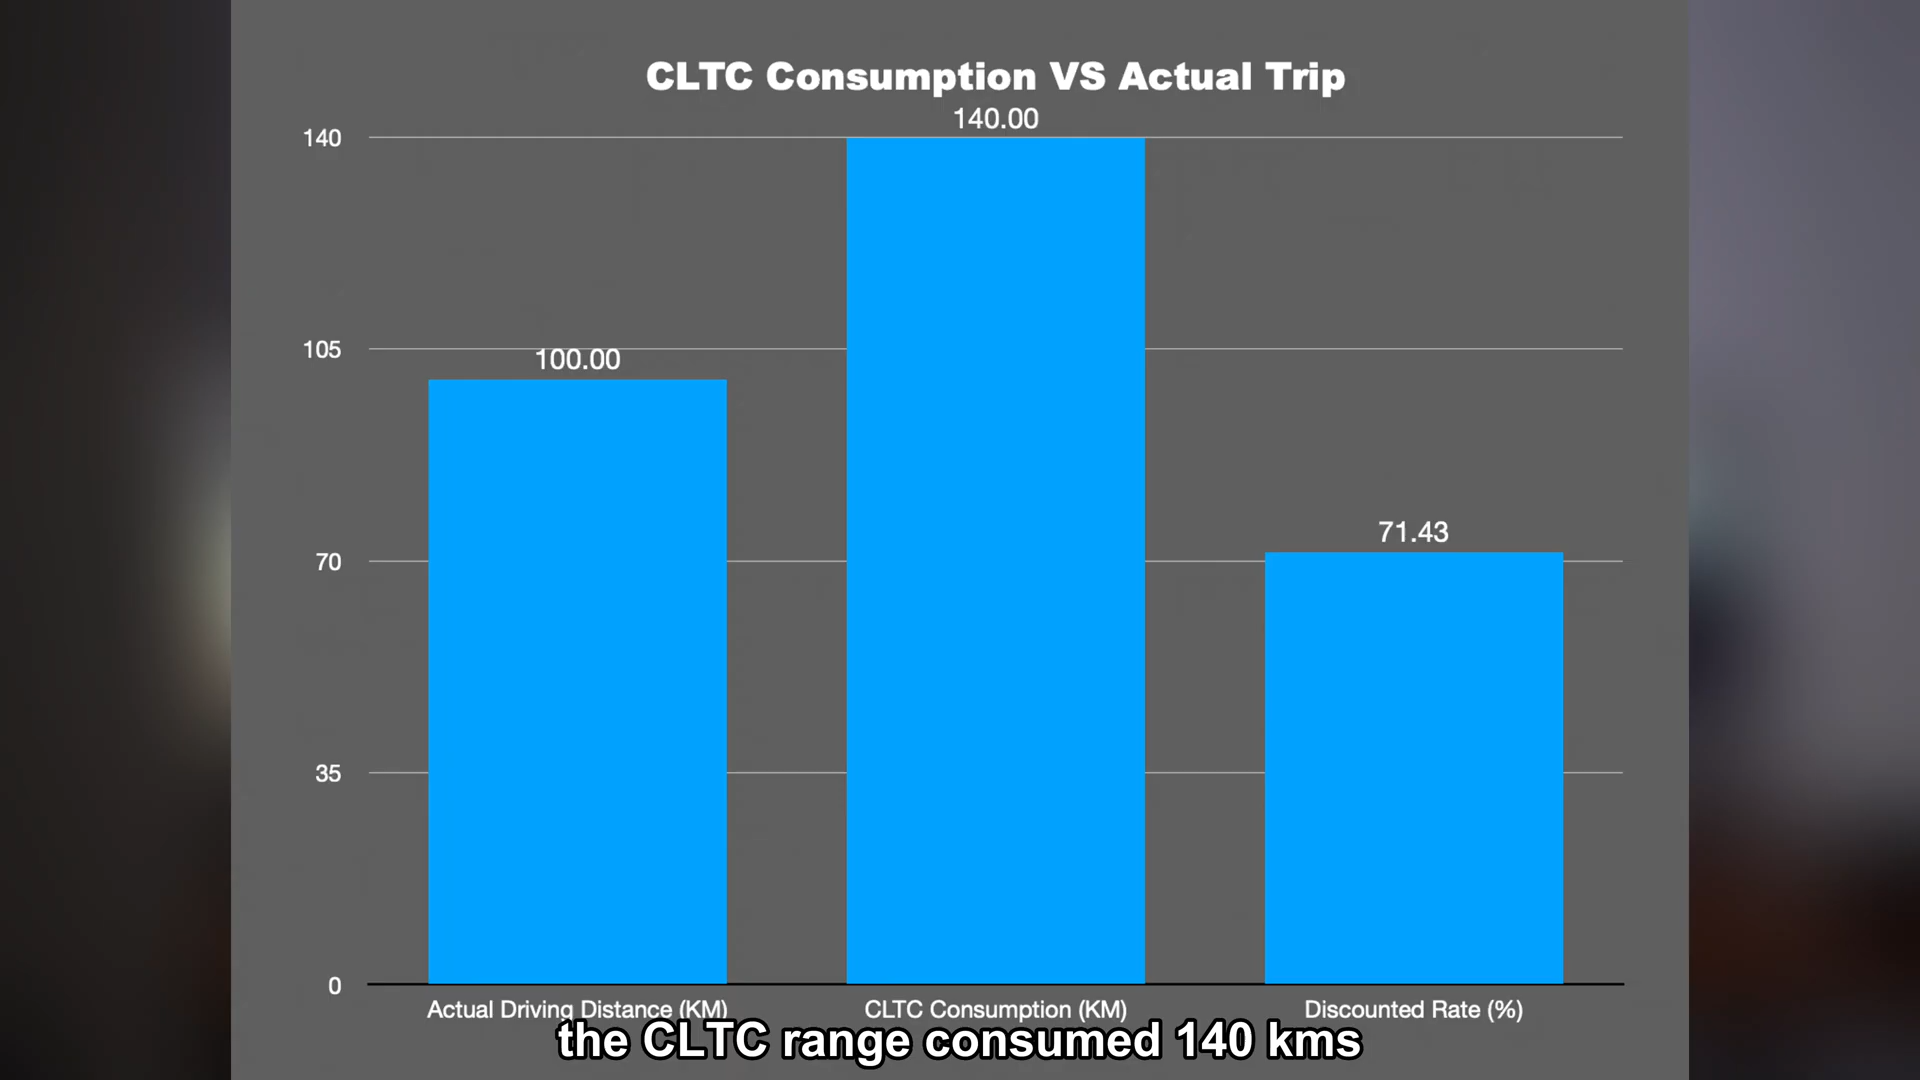 CLTC Consumption VS Actual Trip
140.00
140
105
100.00
71.43
70
35
0
Actual Driving Distance (KM)
CLTC Consumption (KM)
Discounted Rate (%)
the CLTC range consumed 140 kms